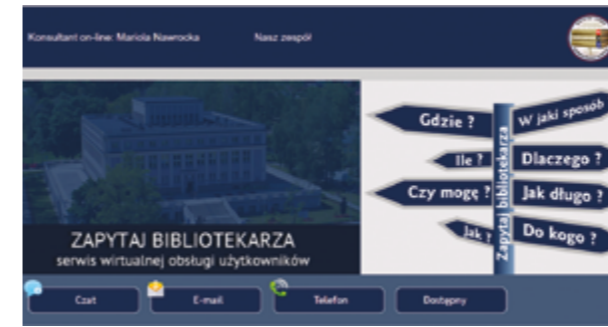 Konsultant on-line: Mariola Nawrocka
Nasz zespół
Gdzie ?
W jaki sposób
Ile ?
Dlaczego ?
Czy mogę ?
Jak długo ?
Jak ?
Do kogo ?
Zapytaj bibliotekarza
ZAPYTAJ BIBLIOTEKARZA
serwis wirtualnej obsługi użytkowników
Czat
E-mail
Telefon
Dostępny